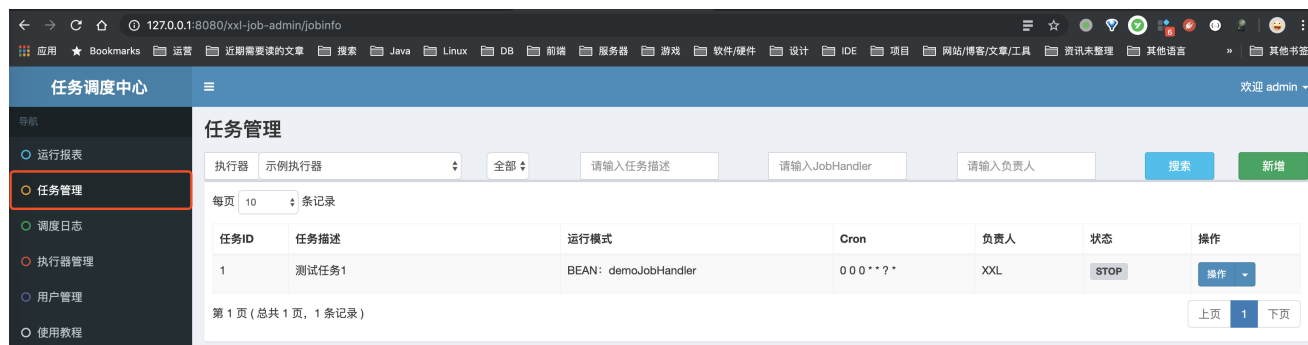 127.0.0.1:8080/xxl-job-admin/jobinfo
6
应用 Bookmarks 运营 近期需要读的文章 搜索 Java Linux DB 前端 服务器 游戏 软件/硬件 设计 IDE 项目 网站/博客/文章/工具 资讯未整理 其他语言 » 其他书签
任务调度中心 欢迎 admin
导航
任务管理
运行报表
执行器 示例执行器 全部 请输入任务描述 请输入JobHandler 请输入负责人 搜索 新增
任务管理
每页 10 条记录
调度日志
任务ID 任务描述 运行模式 Cron 负责人 状态 操作
执行器管理
1 测试任务1 BEAN：demoJobHandler 0 0 0 * * ? * XXL STOP 操作
用户管理
第 1 页 ( 总共 1 页，1 条记录 ) 上页 1 下页
使用教程